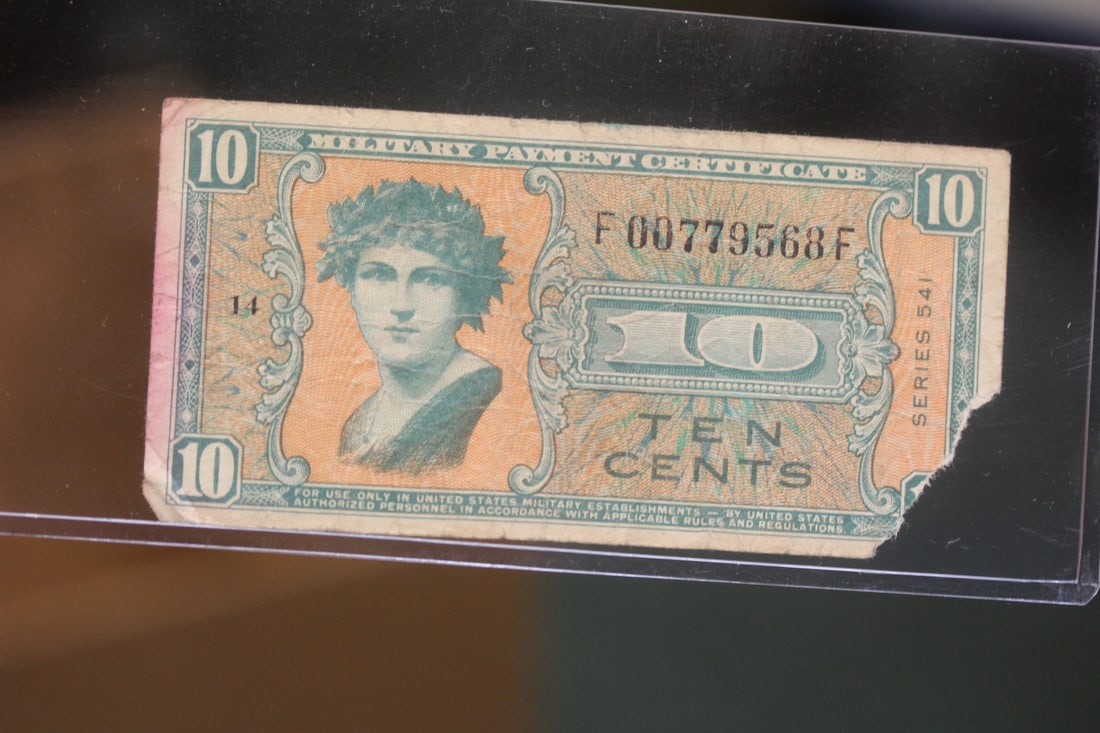 10 MILITARY PAYMENT CERTIFICATE 10
F 00779568 F
14
10
SERIES 541
TEN
CENTS
10
FOR USE ONLY IN UNITED STATES MILITARY ESTABLISHMENTS — BY UNITED STATES
AUTHORIZED PERSONNEL IN ACCORDANCE WITH APPLICABLE RULES AND REGULATIONS.